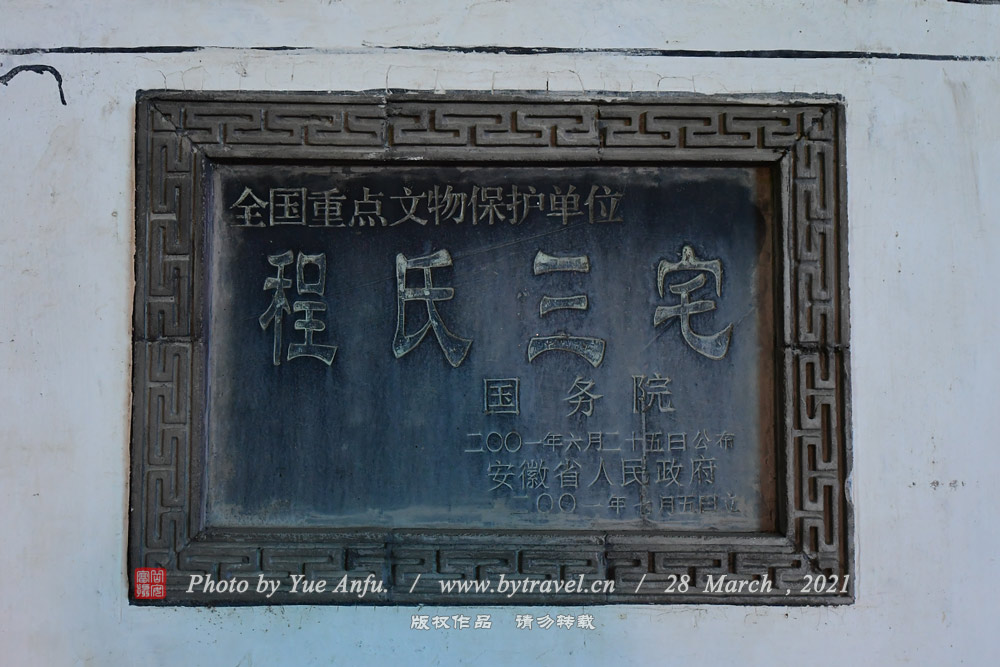 全国重点文物保护单位
程氏三宅
国务院
二〇〇一年六月二十五日公布
安徽省人民政府
二〇〇一年 月五日立
Photo by Yue Anfu. / www.bytravel.cn / 28 March , 2021
版权作品 请勿转载